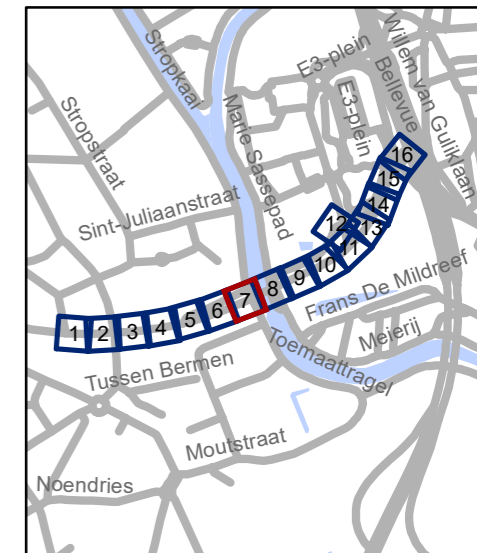 Stropkaai
E3-plein
Willem van Guliklaan
Bellevue
Stropstraat
Marie Sassepad
E3-plein
Sint-Juliaanstraat
16
15
14
13
12
11
10
9
8
7
6
5
4
3
2
1
Frans De Mildreef
Meierij
Toemaattragel
Tussen Bermen
Moutstraat
Noendries